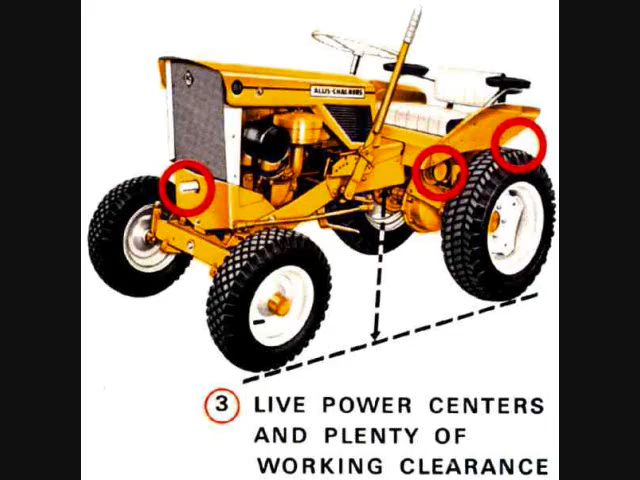 ALLIS-CHALMERS
3 LIVE POWER CENTERS
AND PLENTY OF
WORKING CLEARANCE